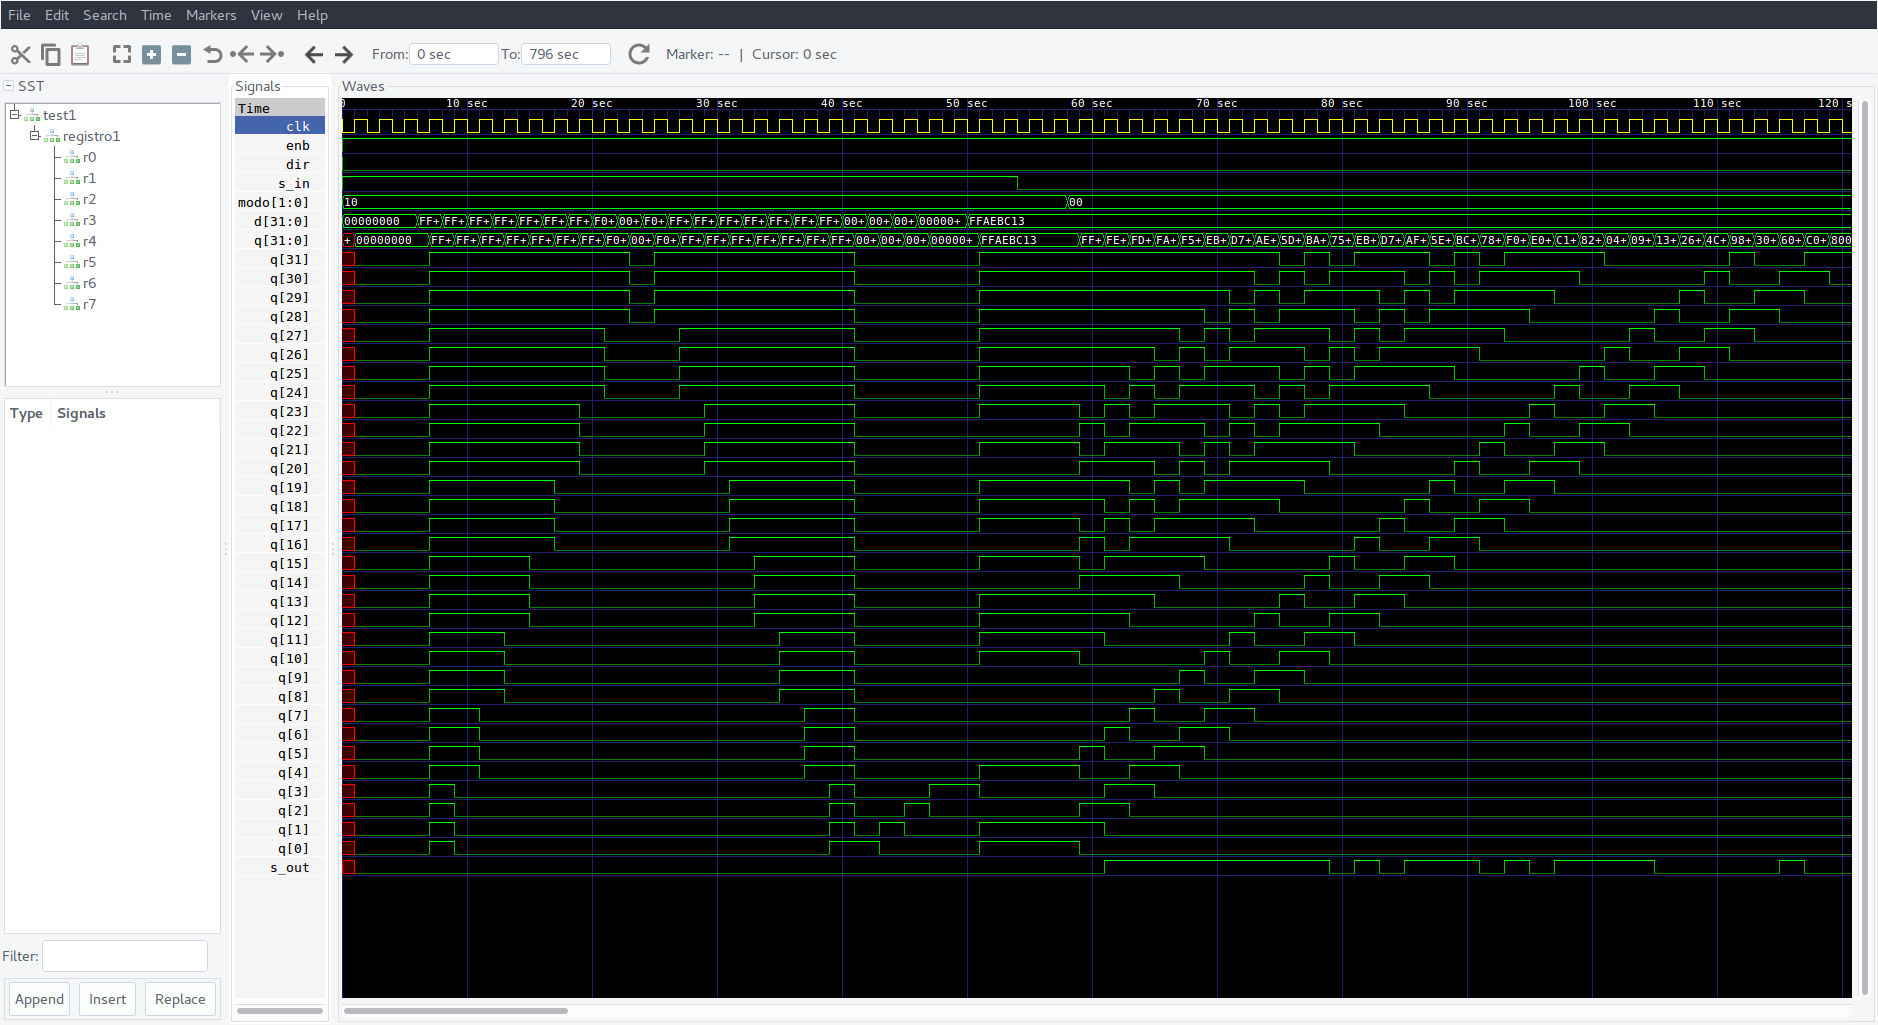 File Edit Search Time Markers View Help
From: 0 sec To: 796 sec Marker: -- | Cursor: 0 sec
SST
test1
registro1
r0
r1
r2
r3
r4
r5
r6
r7
Type Signals
Filter:
Append Insert Replace
Signals
Time
clk
enb
dir
s_in
modo[1:0]
d[31:0]
q[31:0]
q[31]
q[30]
q[29]
q[28]
q[27]
q[26]
q[25]
q[24]
q[23]
q[22]
q[21]
q[20]
q[19]
q[18]
q[17]
q[16]
q[15]
q[14]
q[13]
q[12]
q[11]
q[10]
q[9]
q[8]
q[7]
q[6]
q[5]
q[4]
q[3]
q[2]
q[1]
q[0]
s_out
Waves
0 10 sec 20 sec 30 sec 40 sec 50 sec 60 sec 70 sec 80 sec 90 sec 100 sec 110 sec 120 s
10 00
00000000 FF+ FF+ FF+ FF+ FF+ FF+ FF+ F0+ 00+ F0+ FF+ FF+ FF+ FF+ FF+ FF+ FF+ 00+ 00+ 00+ 00000+ FFAEBC13
+ 00000000 FF+ FF+ FF+ FF+ FF+ FF+ FF+ F0+ 00+ F0+ FF+ FF+ FF+ FF+ FF+ FF+ FF+ 00+ 00+ 00+ 00000+ FFAEBC13 FF+ FE+ FD+ FA+ F5+ EB+ D7+ AE+ 5D+ BA+ 75+ EB+ D7+ AF+ 5E+ BC+ 78+ F0+ E0+ C1+ 82+ 04+ 09+ 13+ 26+ 4C+ 98+ 30+ 60+ C0+ 800